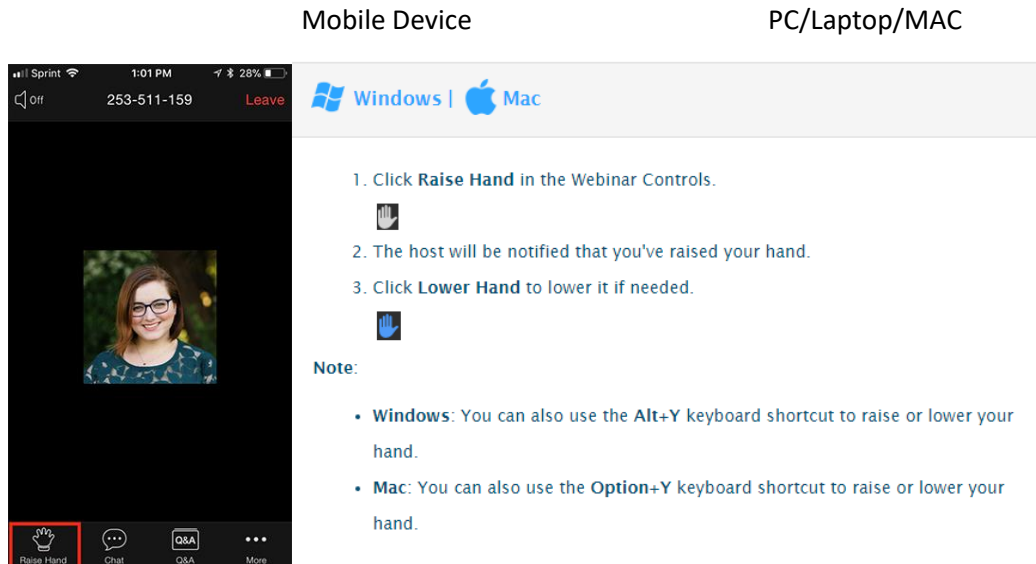 Mobile Device PC/Laptop/MAC
Sprint 1:01 PM 28%
Off 253-511-159 Leave
Windows | Mac
1. Click Raise Hand in the Webinar Controls.
2. The host will be notified that you've raised your hand.
3. Click Lower Hand to lower it if needed.
Note:
• Windows: You can also use the Alt+Y keyboard shortcut to raise or lower your
hand.
• Mac: You can also use the Option+Y keyboard shortcut to raise or lower your
hand.
Q&A
Raise Hand Chat Q&A More